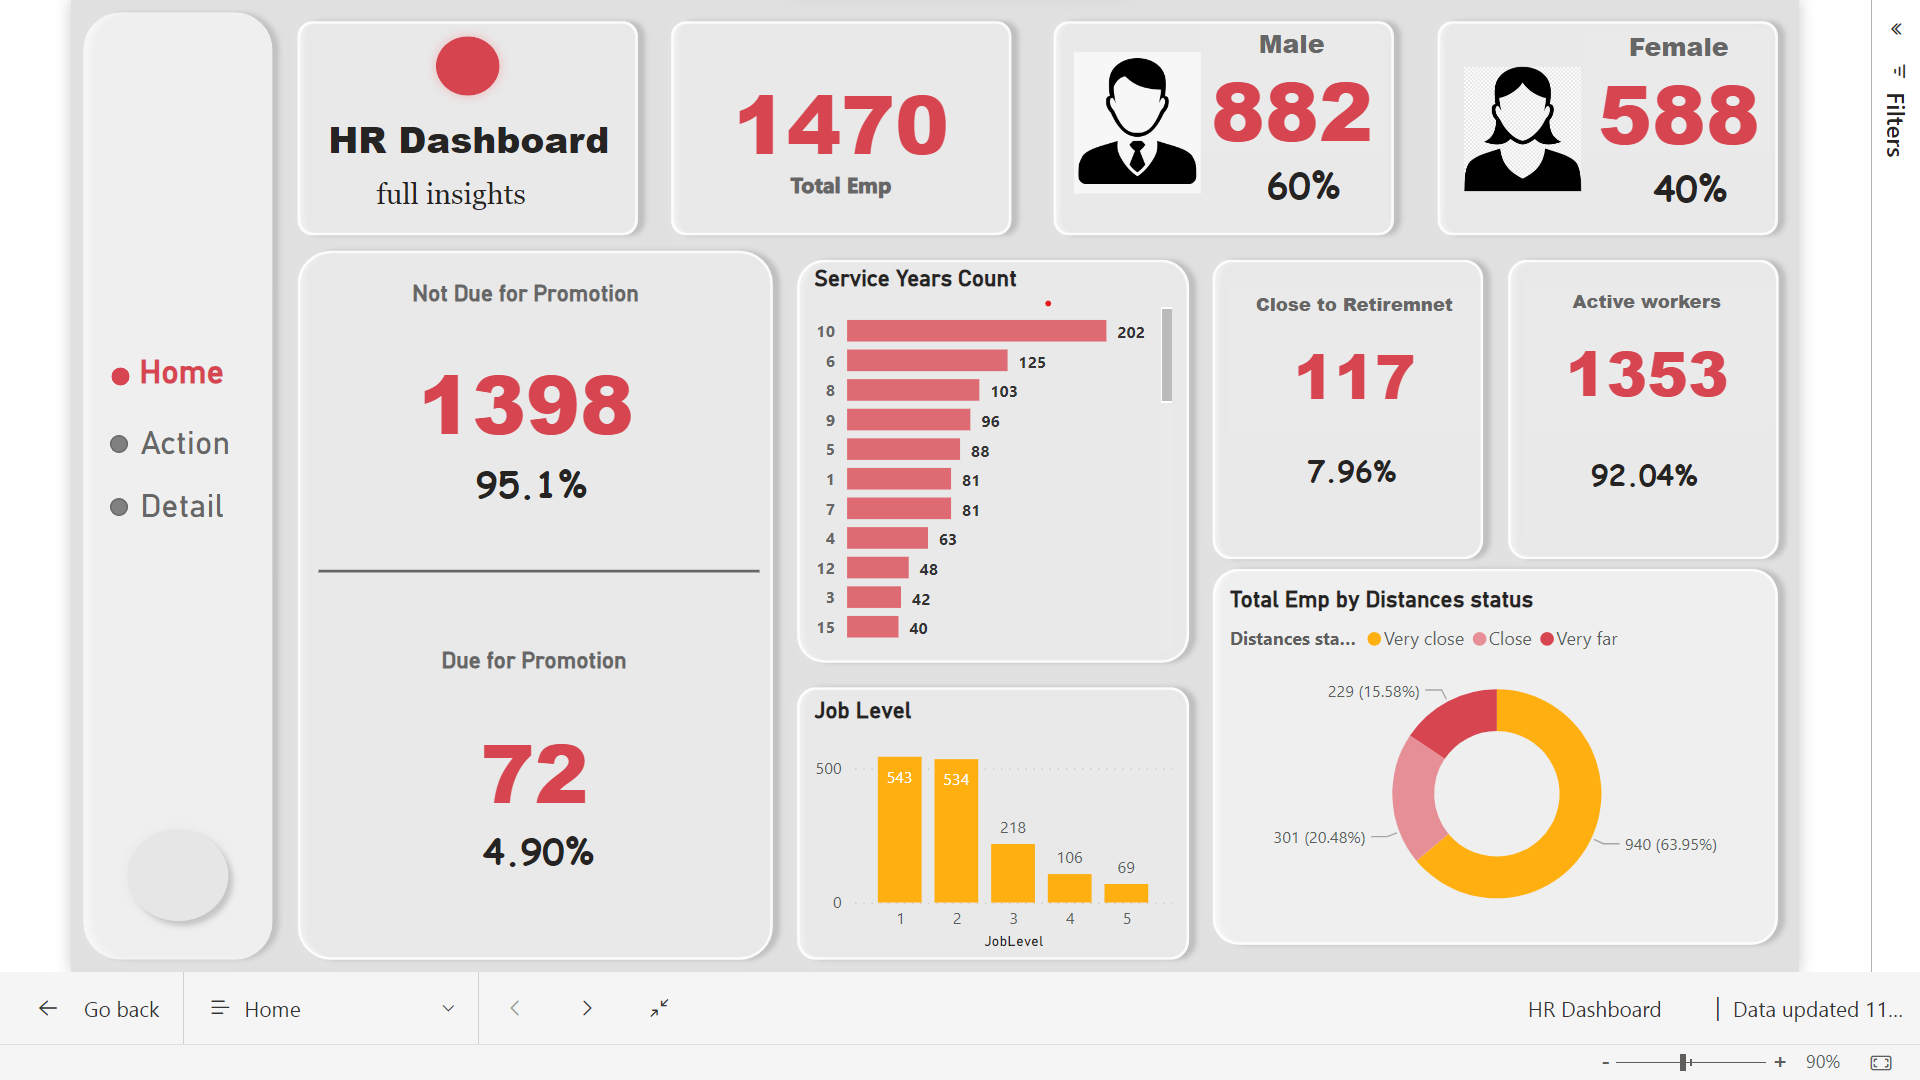 HR Dashboard
full insights
1470
Total Emp
Male
882
60%
Female
588
40%
Filters
Home
Action
Detail
Not Due for Promotion
1398
95.1%
Due for Promotion
72
4.90%
Service Years Count
10 202
6 125
8 103
9 96
5 88
1 81
7 81
4 63
12 48
3 42
15 40
Job Level
500
0
543
534
218
106
69
1 2 3 4 5
JobLevel
Close to Retiremnet
117
7.96%
Active workers
1353
92.04%
Total Emp by Distances status
Distances sta... Very close Close Very far
229 (15.58%)
301 (20.48%)
940 (63.95%)
Go back
Home
HR Dashboard | Data updated 11...
- + 90%